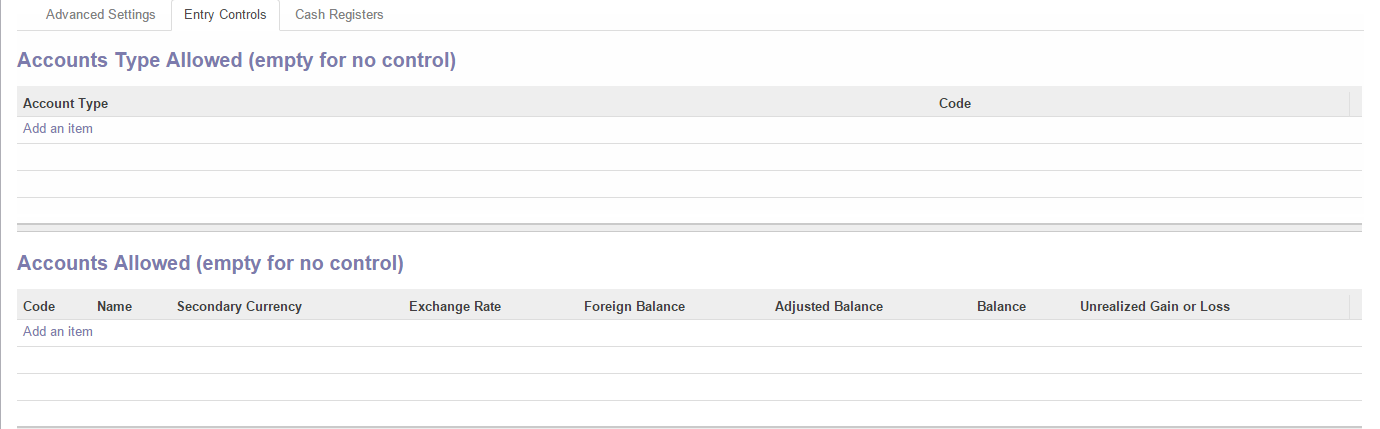 Advanced Settings Entry Controls Cash Registers
Accounts Type Allowed (empty for no control)
Account Type Code
Add an item
Accounts Allowed (empty for no control)
Code Name Secondary Currency Exchange Rate Foreign Balance Adjusted Balance Balance Unrealized Gain or Loss
Add an item